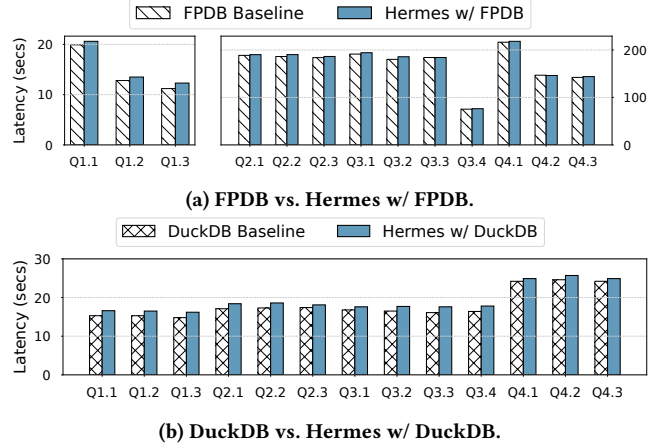 FPDB Baseline Hermes w/ FPDB
Latency (secs)
20
10
0
200
100
0
Q1.1 Q1.2 Q1.3 Q2.1 Q2.2 Q2.3 Q3.1 Q3.2 Q3.3 Q3.4 Q4.1 Q4.2 Q4.3
(a) FPDB vs. Hermes w/ FPDB.
DuckDB Baseline Hermes w/ DuckDB
Latency (secs)
30
20
10
0
Q1.1 Q1.2 Q1.3 Q2.1 Q2.2 Q2.3 Q3.1 Q3.2 Q3.3 Q3.4 Q4.1 Q4.2 Q4.3
(b) DuckDB vs. Hermes w/ DuckDB.